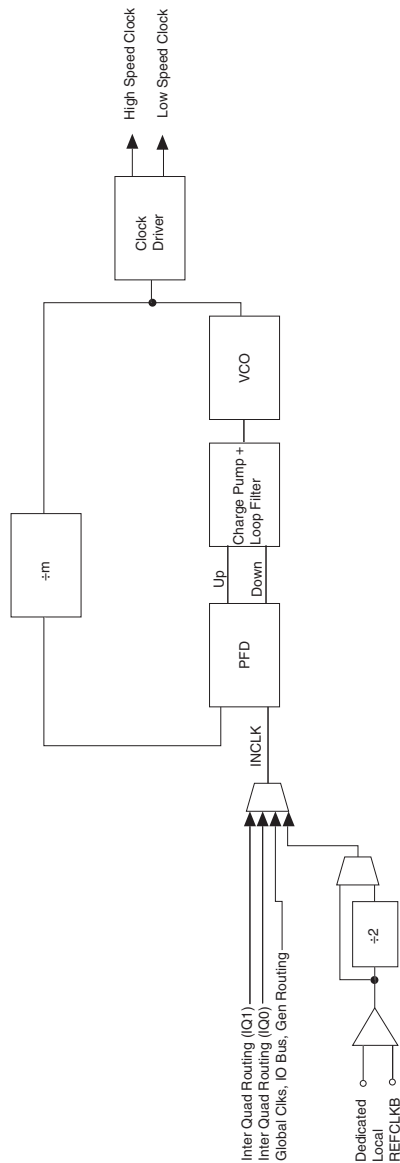 High Speed Clock
Low Speed Clock
Clock
Driver
÷m
VCO
Charge Pump +
Loop Filter
Up
Down
PFD
INCLK
Inter Quad Routing (IQ1)
Inter Quad Routing (IQ0)
Global Clks, IO Bus, Gen Routing
÷2
Dedicated
Local
REFCLKB